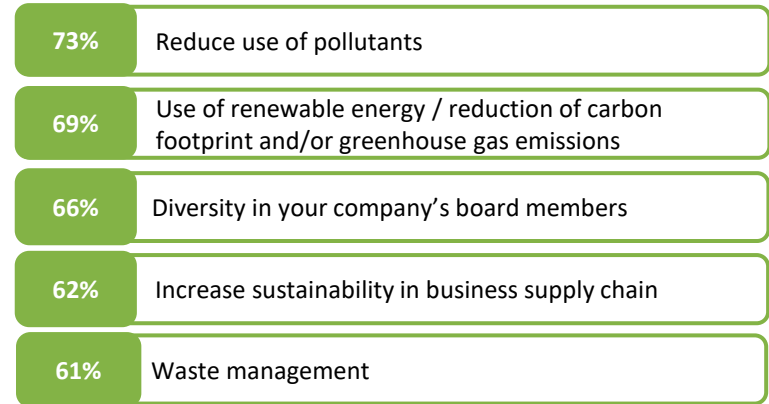 73%
Reduce use of pollutants
69%
Use of renewable energy / reduction of carbon
footprint and/or greenhouse gas emissions
66%
Diversity in your company’s board members
62%
Increase sustainability in business supply chain
61%
Waste management